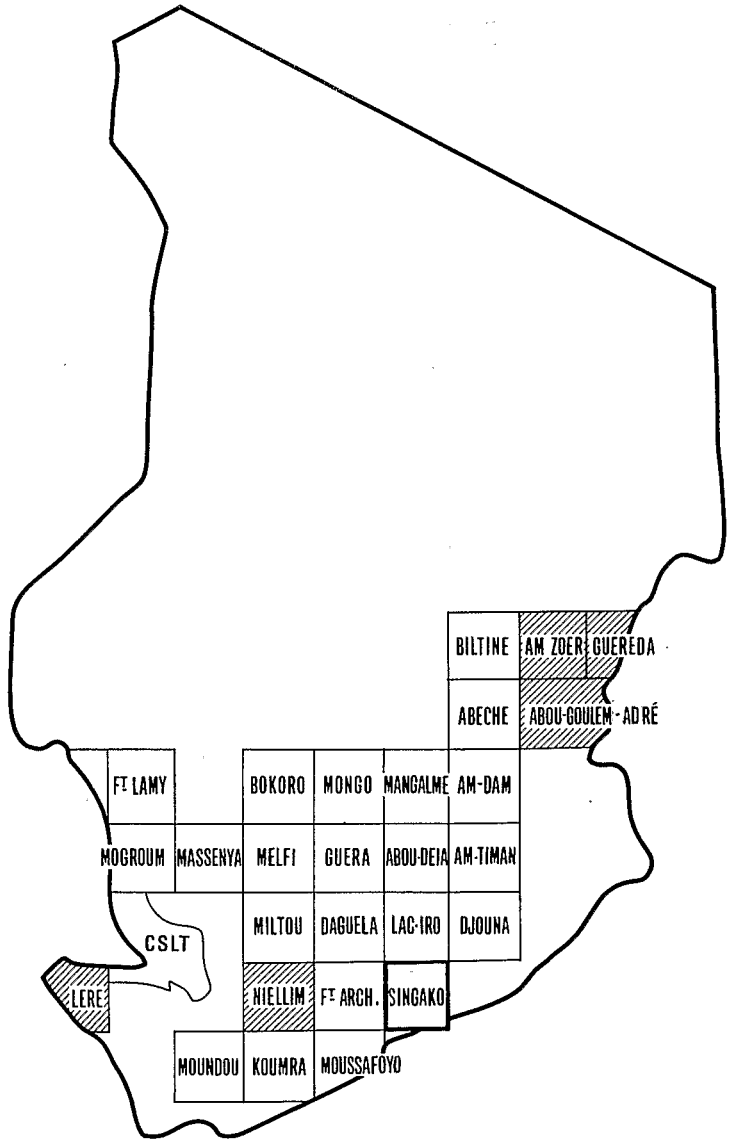 BILTINE AM ZOER GUEREDA
ABECHE ABOU-GOULEM-ADRÉ
FT LAMY BOKORO MONGO MANGALME AM-DAM
MOGROUM MASSENYA MELFI GUERA ABOU-DEIA AM-TIMAN
CSLT MILTOU DAGUELA LAC-IRO DJOUNA
LERE NIELLIM FT ARCH. SINGAKO
MOUNDOU KOUMRA MOUSSAFOYO